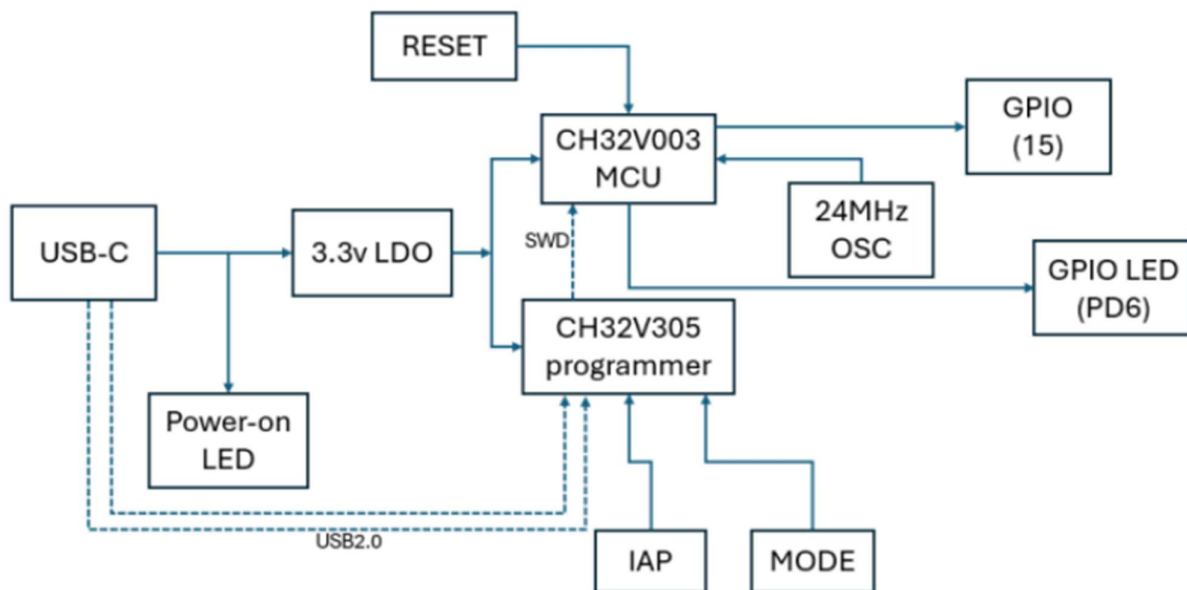 RESET
CH32V003
MCU
GPIO
(15)
24MHz
OSC
USB-C
3.3v LDO
SWD
GPIO LED
(PD6)
CH32V305
programmer
Power-on
LED
USB2.0
IAP
MODE